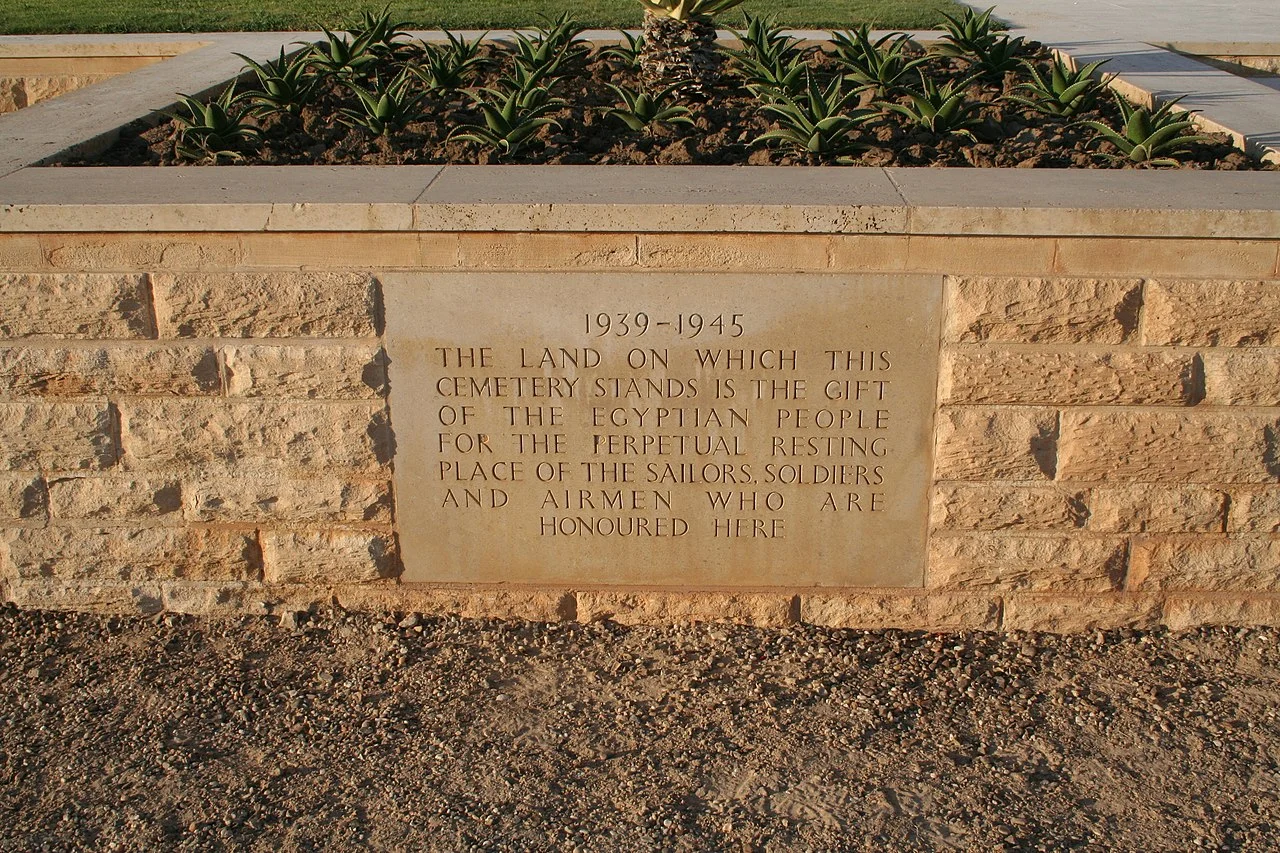 1939-1945
THE LAND ON WHICH THIS
CEMETERY STANDS IS THE GIFT
OF THE EGYPTIAN PEOPLE
FOR THE PERPETUAL RESTING
PLACE OF THE SAILORS, SOLDIERS
AND AIRMEN WHO ARE
HONOURED HERE